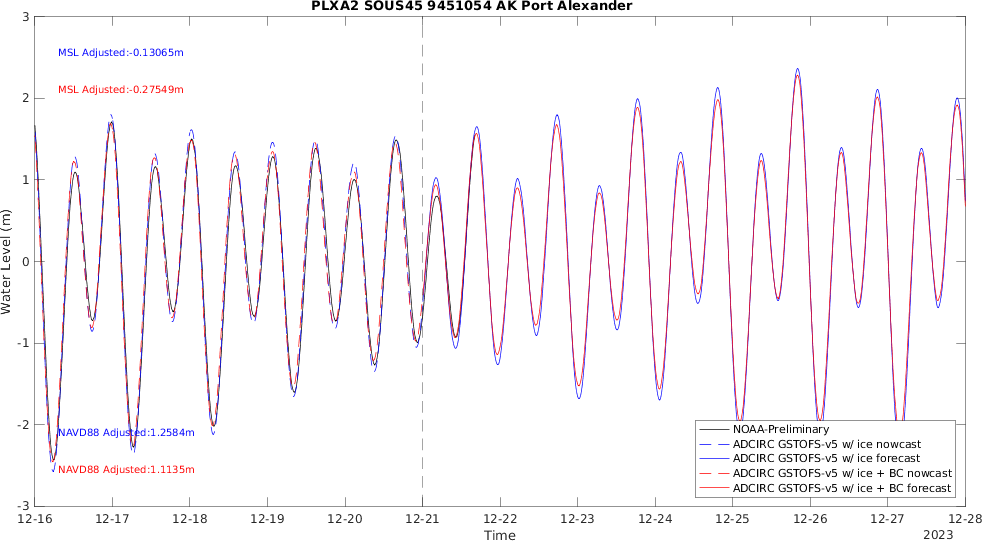 PLXA2 SOUS45 9451054 AK Port Alexander
3
2
1
0
-1
-2
-3
Water Level (m)
MSL Adjusted:-0.13065m
MSL Adjusted:-0.27549m
NAVD88 Adjusted:1.2584m
NAVD88 Adjusted:1.1135m
NOAA-Preliminary
ADCIRC GSTOFS-v5 w/ ice nowcast
ADCIRC GSTOFS-v5 w/ ice forecast
ADCIRC GSTOFS-v5 w/ ice + BC nowcast
ADCIRC GSTOFS-v5 w/ ice + BC forecast
12-16 12-17 12-18 12-19 12-20 12-21 12-22 12-23 12-24 12-25 12-26 12-27 12-28
Time
2023